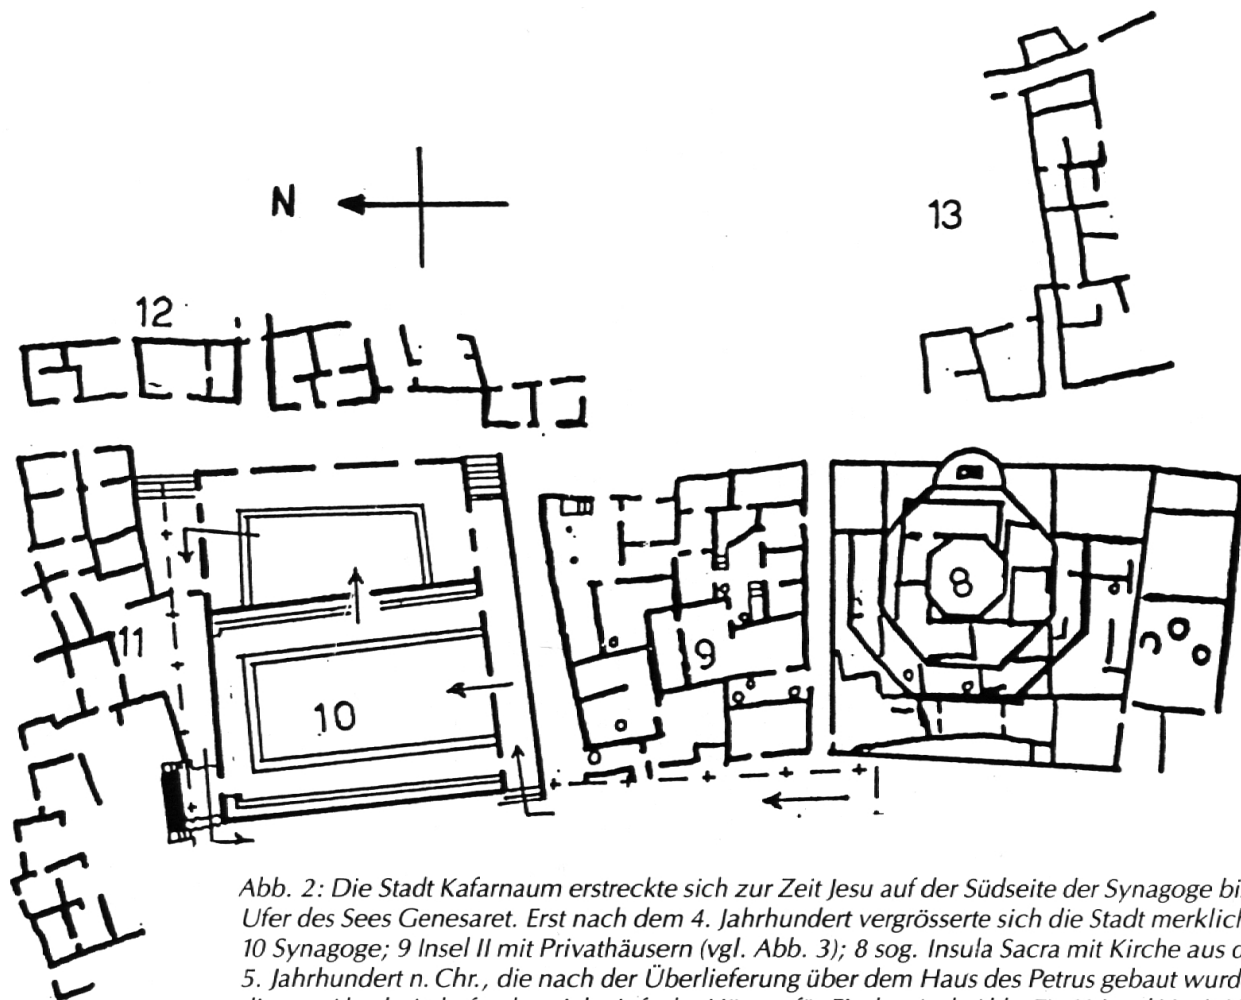 N
12
13
8
9
11
10
Abb. 2: Die Stadt Kafarnaum erstreckte sich zur Zeit Jesu auf der Südseite der Synagoge
Ufer des Sees Genesaret. Erst nach dem 4. Jahrhundert vergrösserte sich die Stadt merklich
10 Synagoge; 9 Insel II mit Privathäusern (vgl. Abb. 3); 8 sog. Insula Sacra mit Kirche aus
5. Jahrhundert n. Chr., die nach der Überlieferung über dem Haus des Petrus gebaut